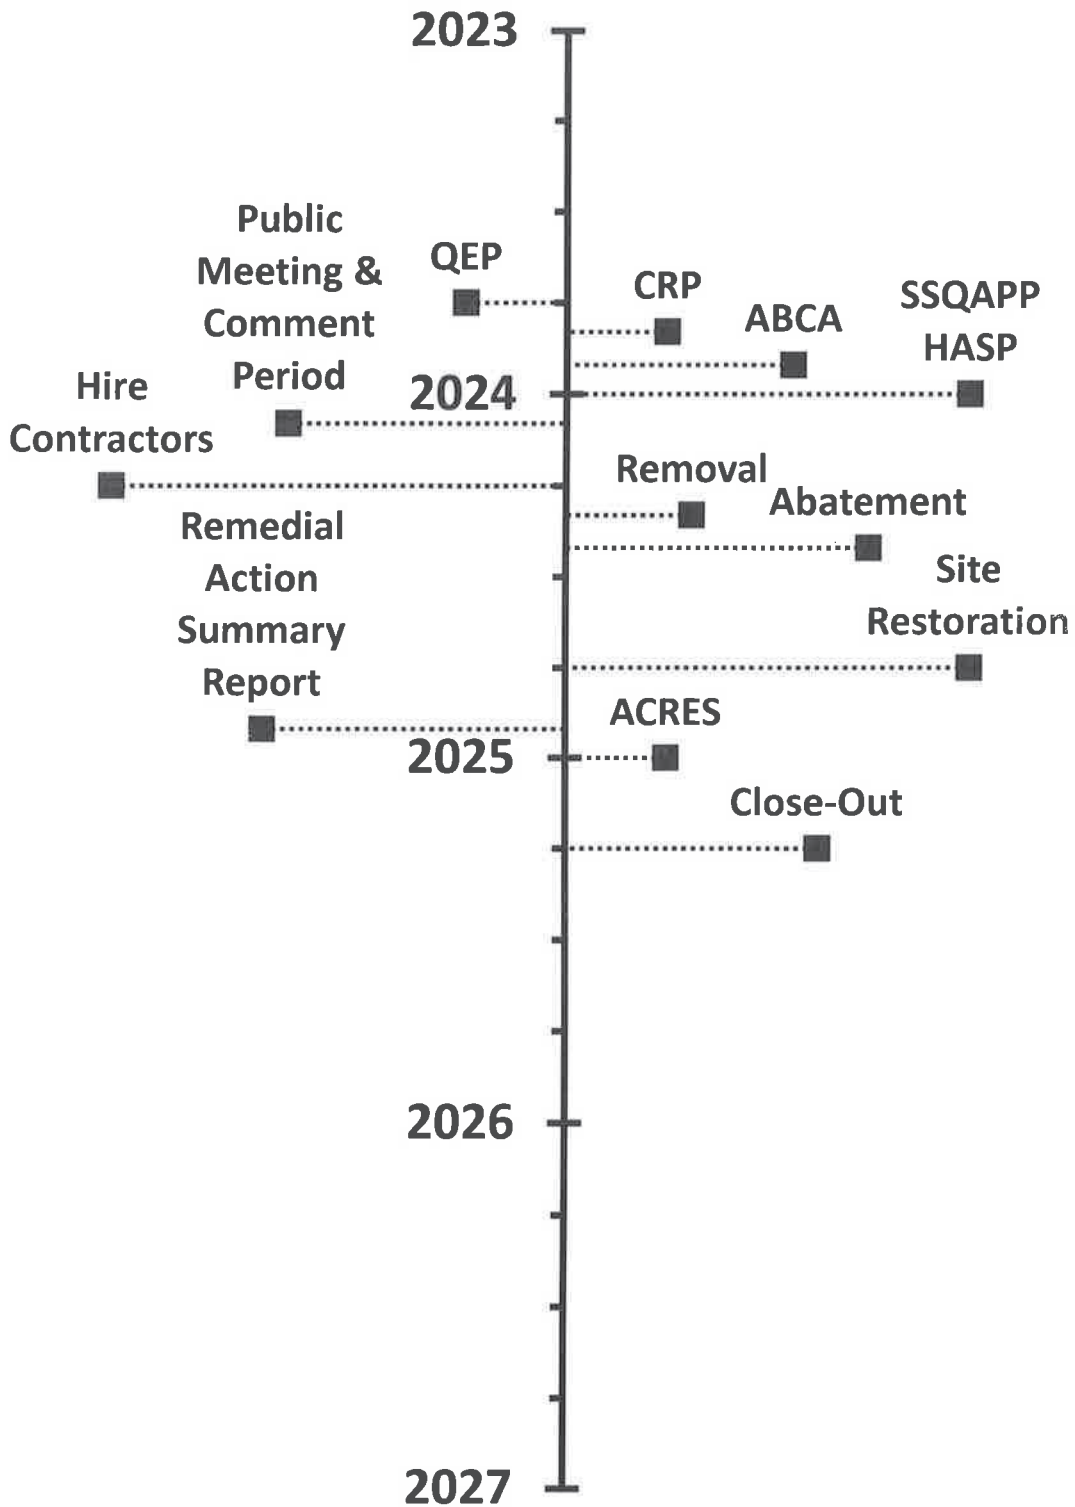 2023
Public
Meeting &
Comment
Period
QEP
CRP
ABCA
SSQAPP
HASP
Hire
Contractors
2024
Removal
Abatement
Remedial
Action
Summary
Report
Site
Restoration
ACRES
2025
Close-Out
2026
2027